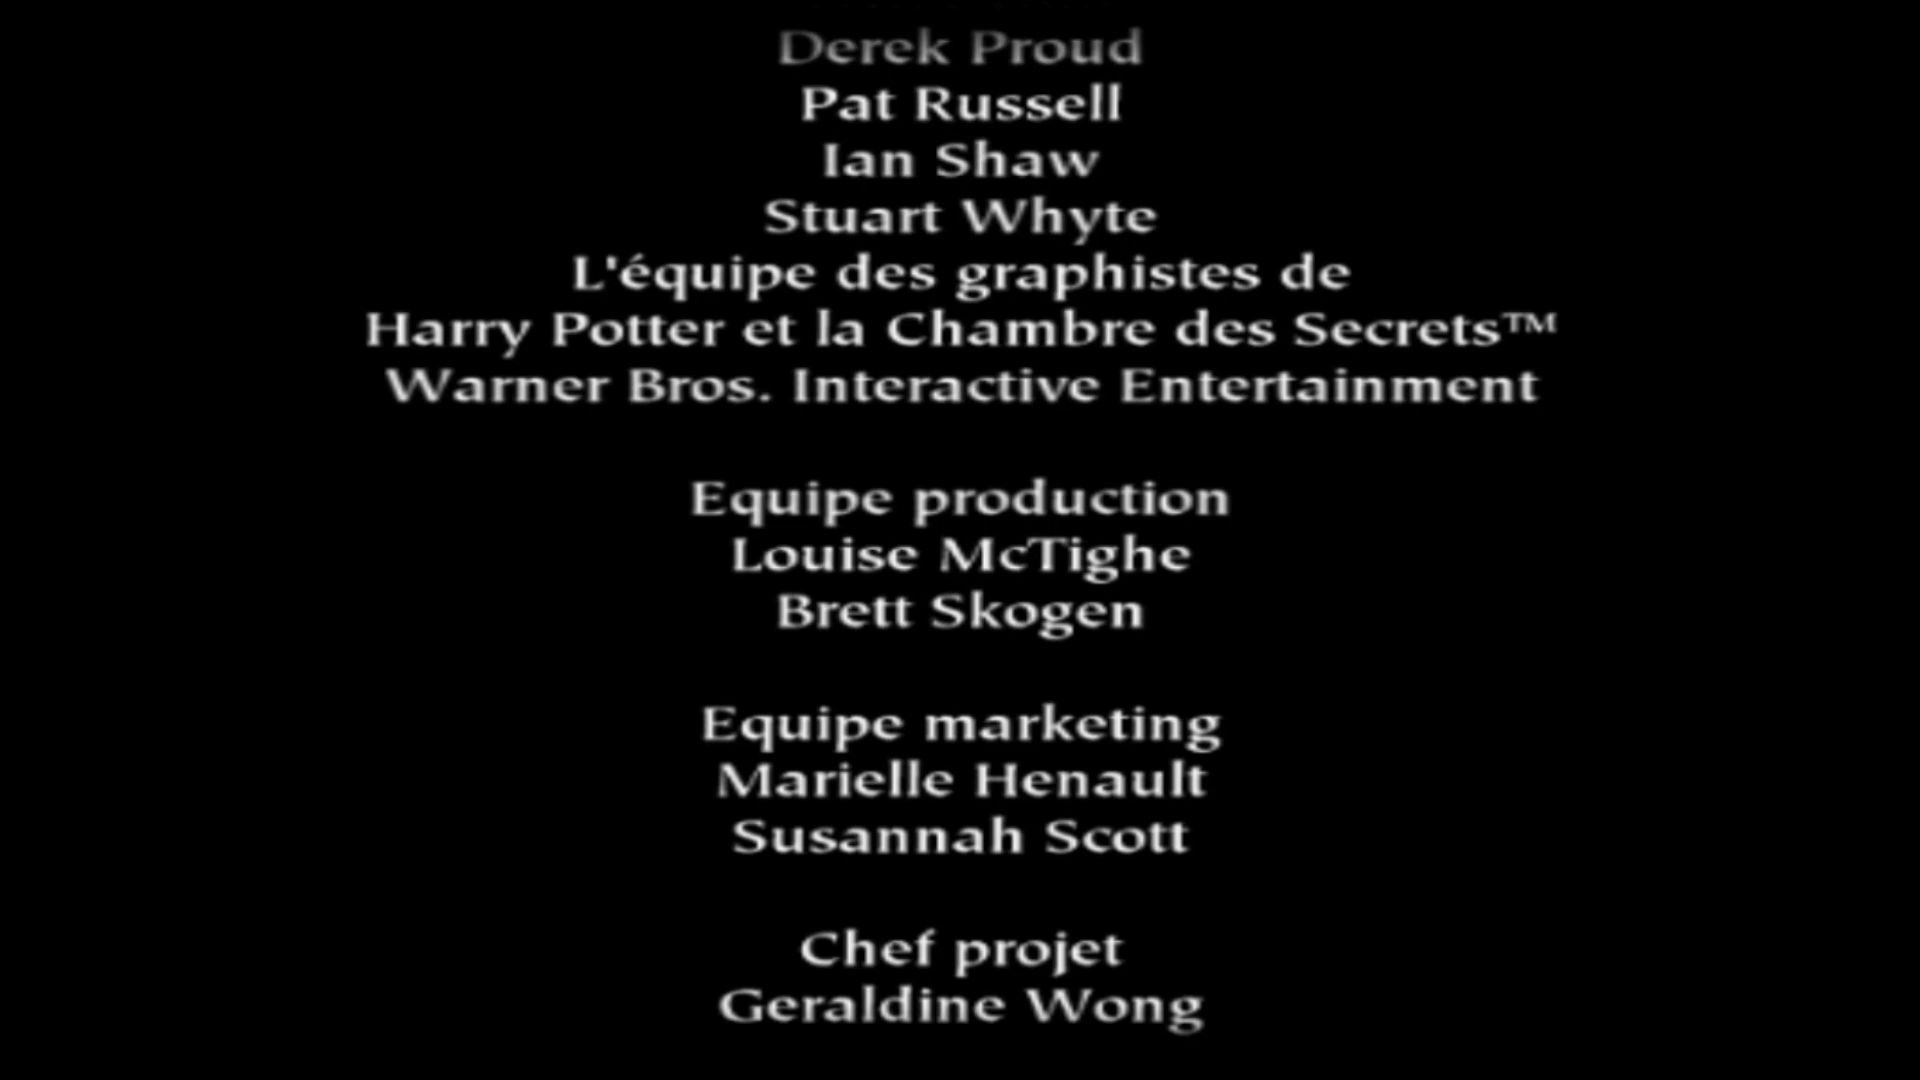 Derek Proud
Pat Russell
Ian Shaw
Stuart Whyte
L'équipe des graphistes de
Harry Potter et la Chambre des Secrets™
Warner Bros. Interactive Entertainment
Equipe production
Louise McTighe
Brett Skogen
Equipe marketing
Marielle Henault
Susannah Scott
Chef projet
Geraldine Wong